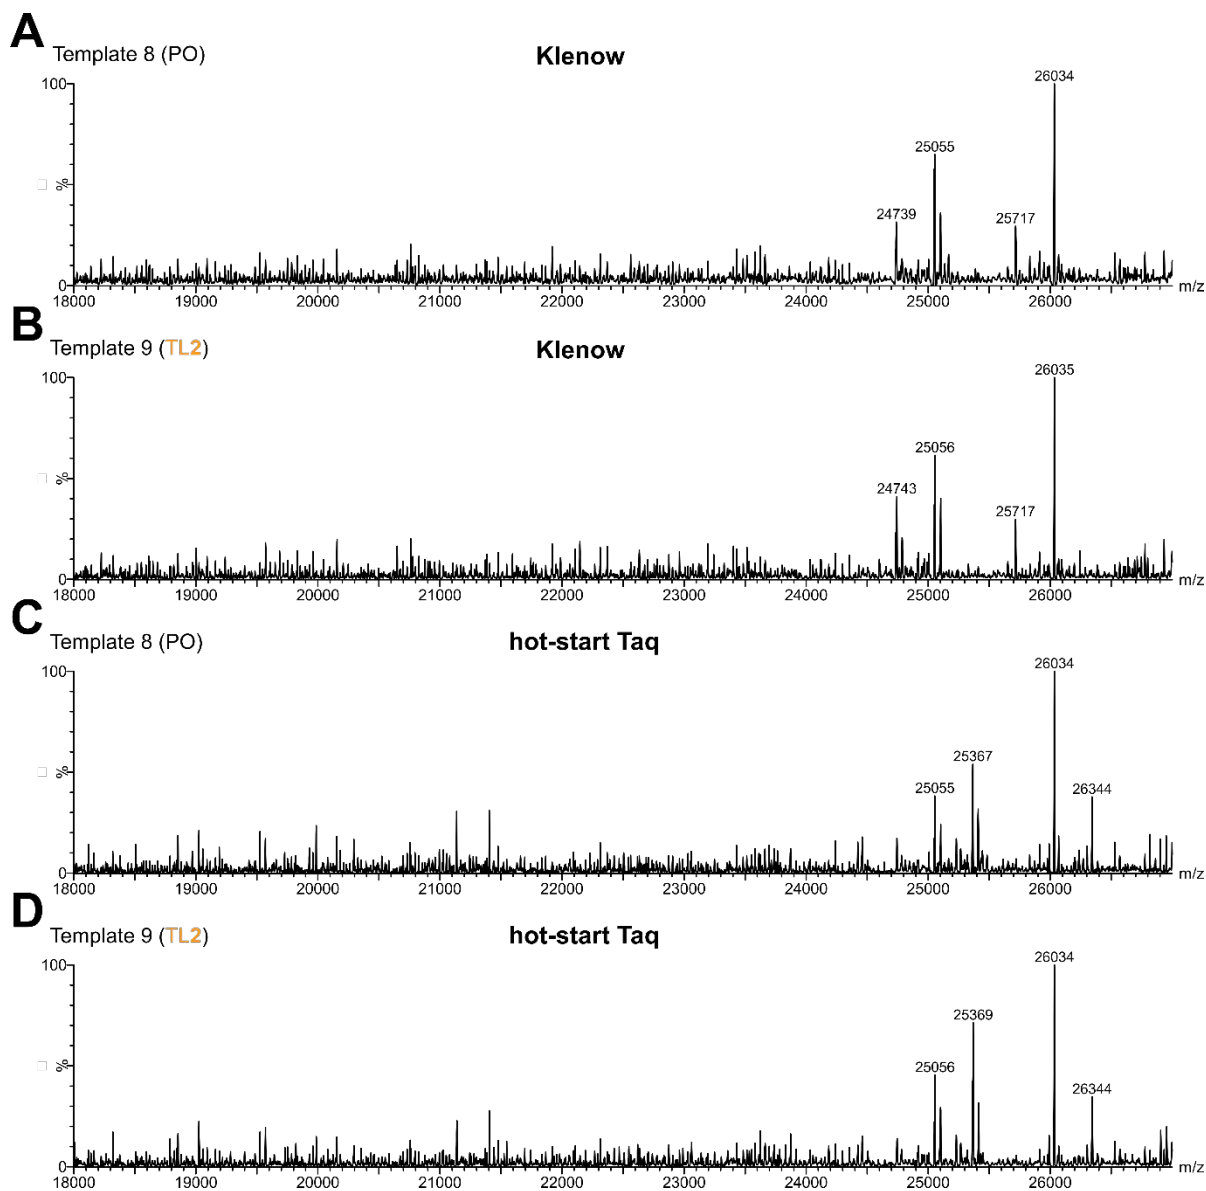 A
Template 8 (PO)
Klenow
100
%
0
24739
25055
25717
26034
18000 19000 20000 21000 22000 23000 24000 25000 26000 m/z
B
Template 9 (TL2)
Klenow
100
%
0
24743
25056
25717
26035
18000 19000 20000 21000 22000 23000 24000 25000 26000 m/z
C
Template 8 (PO)
hot-start Taq
100
%
0
25055
25367
26034
26344
18000 19000 20000 21000 22000 23000 24000 25000 26000 m/z
D
Template 9 (TL2)
hot-start Taq
100
%
0
25056
25369
26034
26344
18000 19000 20000 21000 22000 23000 24000 25000 26000 m/z